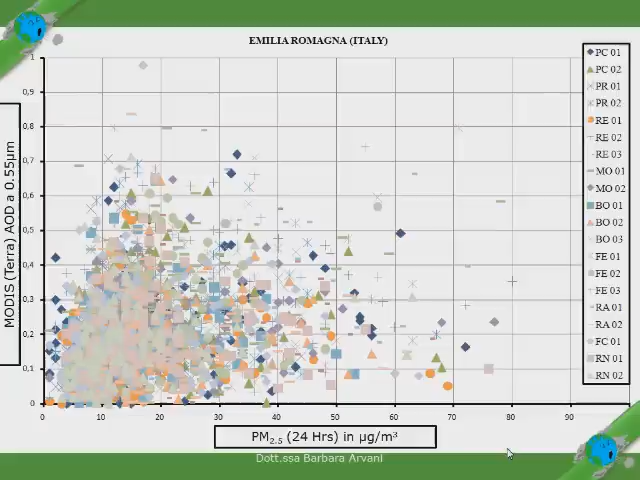 EMILIA ROMAGNA (ITALY)
MODIS (Terra) AOD a 0.55µm
1
0,9
0,8
0,7
0,6
0,5
0,4
0,3
0,2
0,1
0
0 10 20 30 40 50 60 70 80 90
PM2.5 (24 Hrs) in µg/m³
PC 01
PC 02
PR 01
PR 02
RE 01
RE 02
RE 03
MO 01
MO 02
BO 01
BO 02
BO 03
FE 01
FE 02
FE 03
RA 01
RA 02
FC 01
RN 01
RN 02
Dott.ssa Barbara Arvani